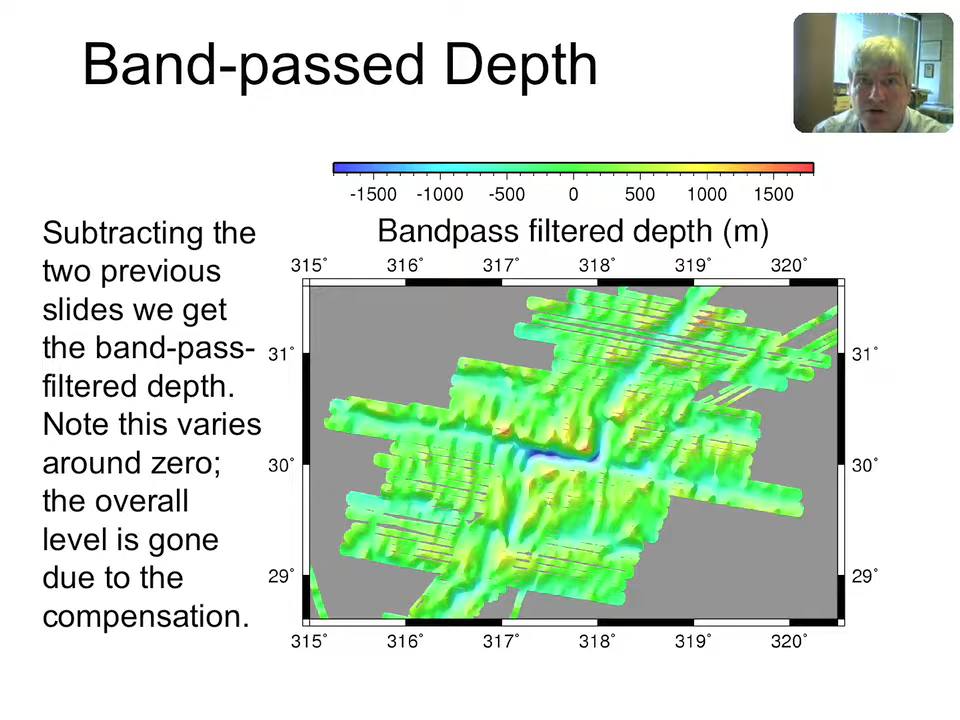 Band-passed Depth
-1500 -1000 -500 0 500 1000 1500
Bandpass filtered depth (m)
Subtracting the
two previous
slides we get
the band-pass-
filtered depth.
Note this varies
around zero;
the overall
level is gone
due to the
compensation.
315° 316° 317° 318° 319° 320°
31° 31°
30° 30°
29° 29°
315° 316° 317° 318° 319° 320°